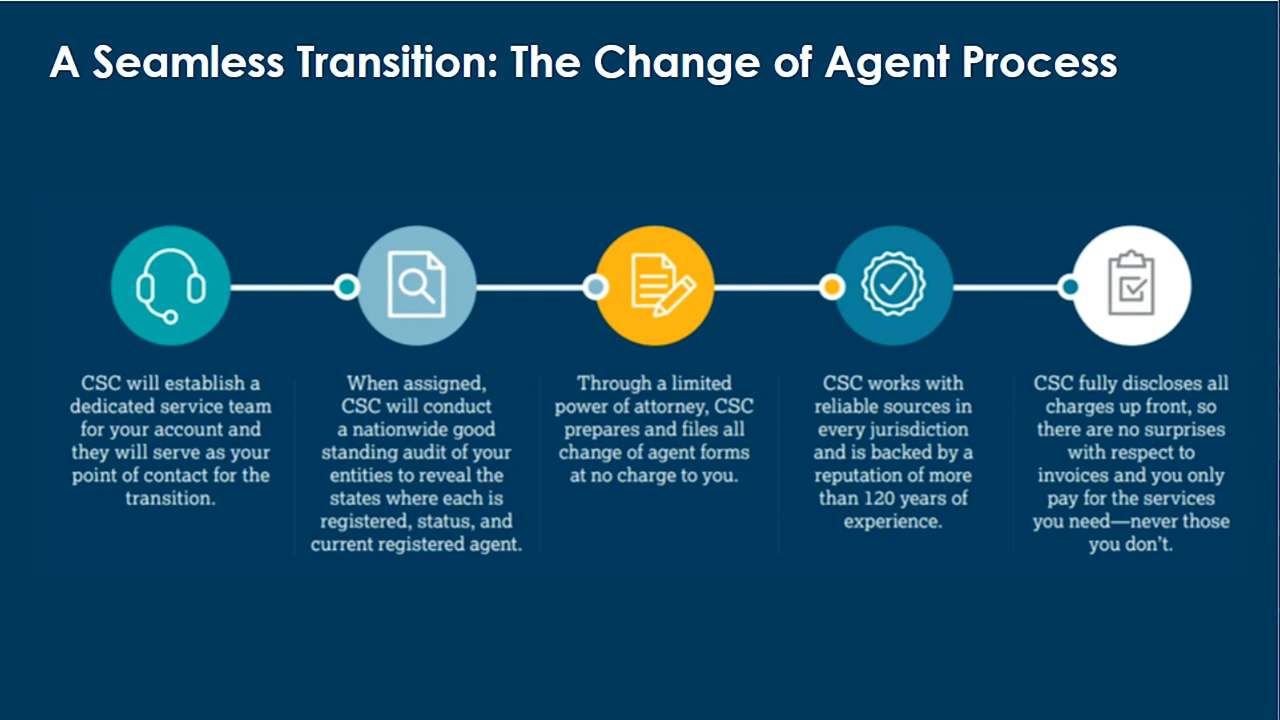 A Seamless Transition: The Change of Agent Process
CSC will establish a
dedicated service team
for your account and
they will serve as your
point of contact for the
transition.
When assigned,
CSC will conduct
a nationwide good
standing audit of your
entities to reveal the
states where each is
registered, status, and
current registered agent.
Through a limited
power of attorney, CSC
prepares and files all
change of agent forms
at no charge to you.
CSC works with
reliable sources in
every jurisdiction
and is backed by a
reputation of more
than 120 years of
experience.
CSC fully discloses all
charges up front, so
there are no surprises
with respect to
invoices and you only
pay for the services
you need—never those
you don't.